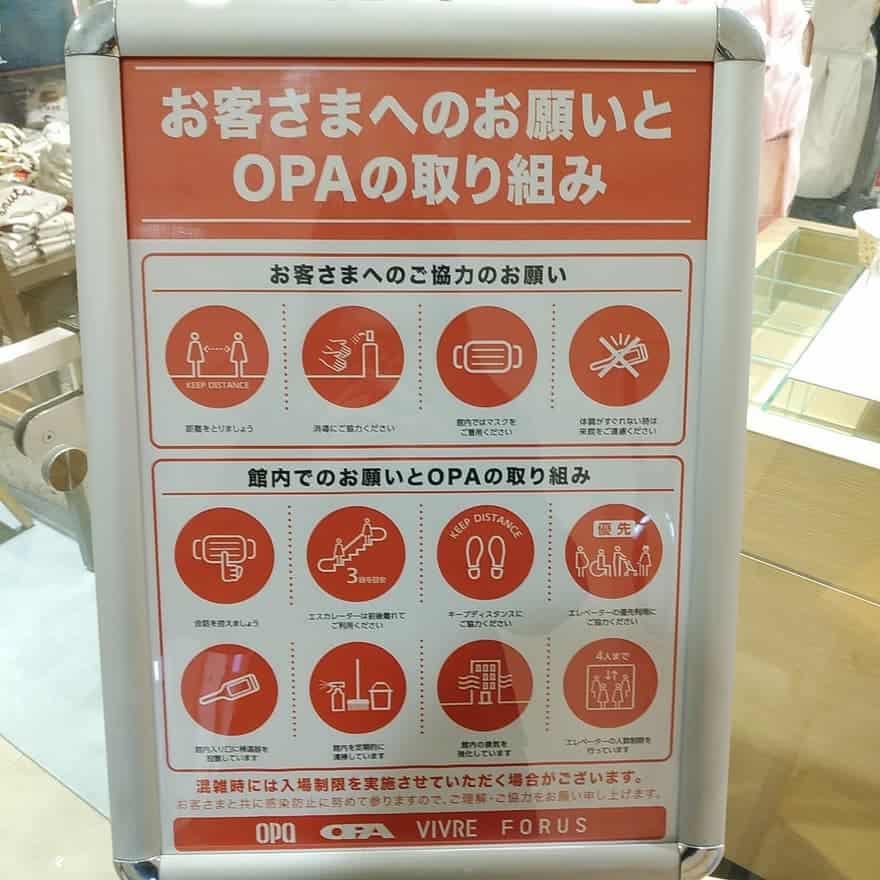 お客さまへのお願いと
OPAの取り組み
お客さまへのご協力のお願い
KEEP DISTANCE
距離をとりましょう
消毒にご協力ください
館内ではマスクを
ご着用ください
体調がすぐれない時は
来館をご遠慮ください
館内でのお願いとOPAの取り組み
会話を控えましょう
3段を目安
エスカレーターは前後離れて
ご利用ください
KEEP DISTANCE
キープディスタンスに
ご協力ください
優先
エレベーターの優先利用に
ご協力ください
館内入り口に検温器を
設置しています
館内を定期的に
清掃しています
館内の換気を
強化しています
4人まで
エレベーターの人数制限を
行っています
混雑時には入場制限を実施させていただく場合がございます。
お客さまと共に感染防止に努めて参りますので、ご理解・ご協力をお願い申し上げます。
OPA OPA VIVRE FORUS